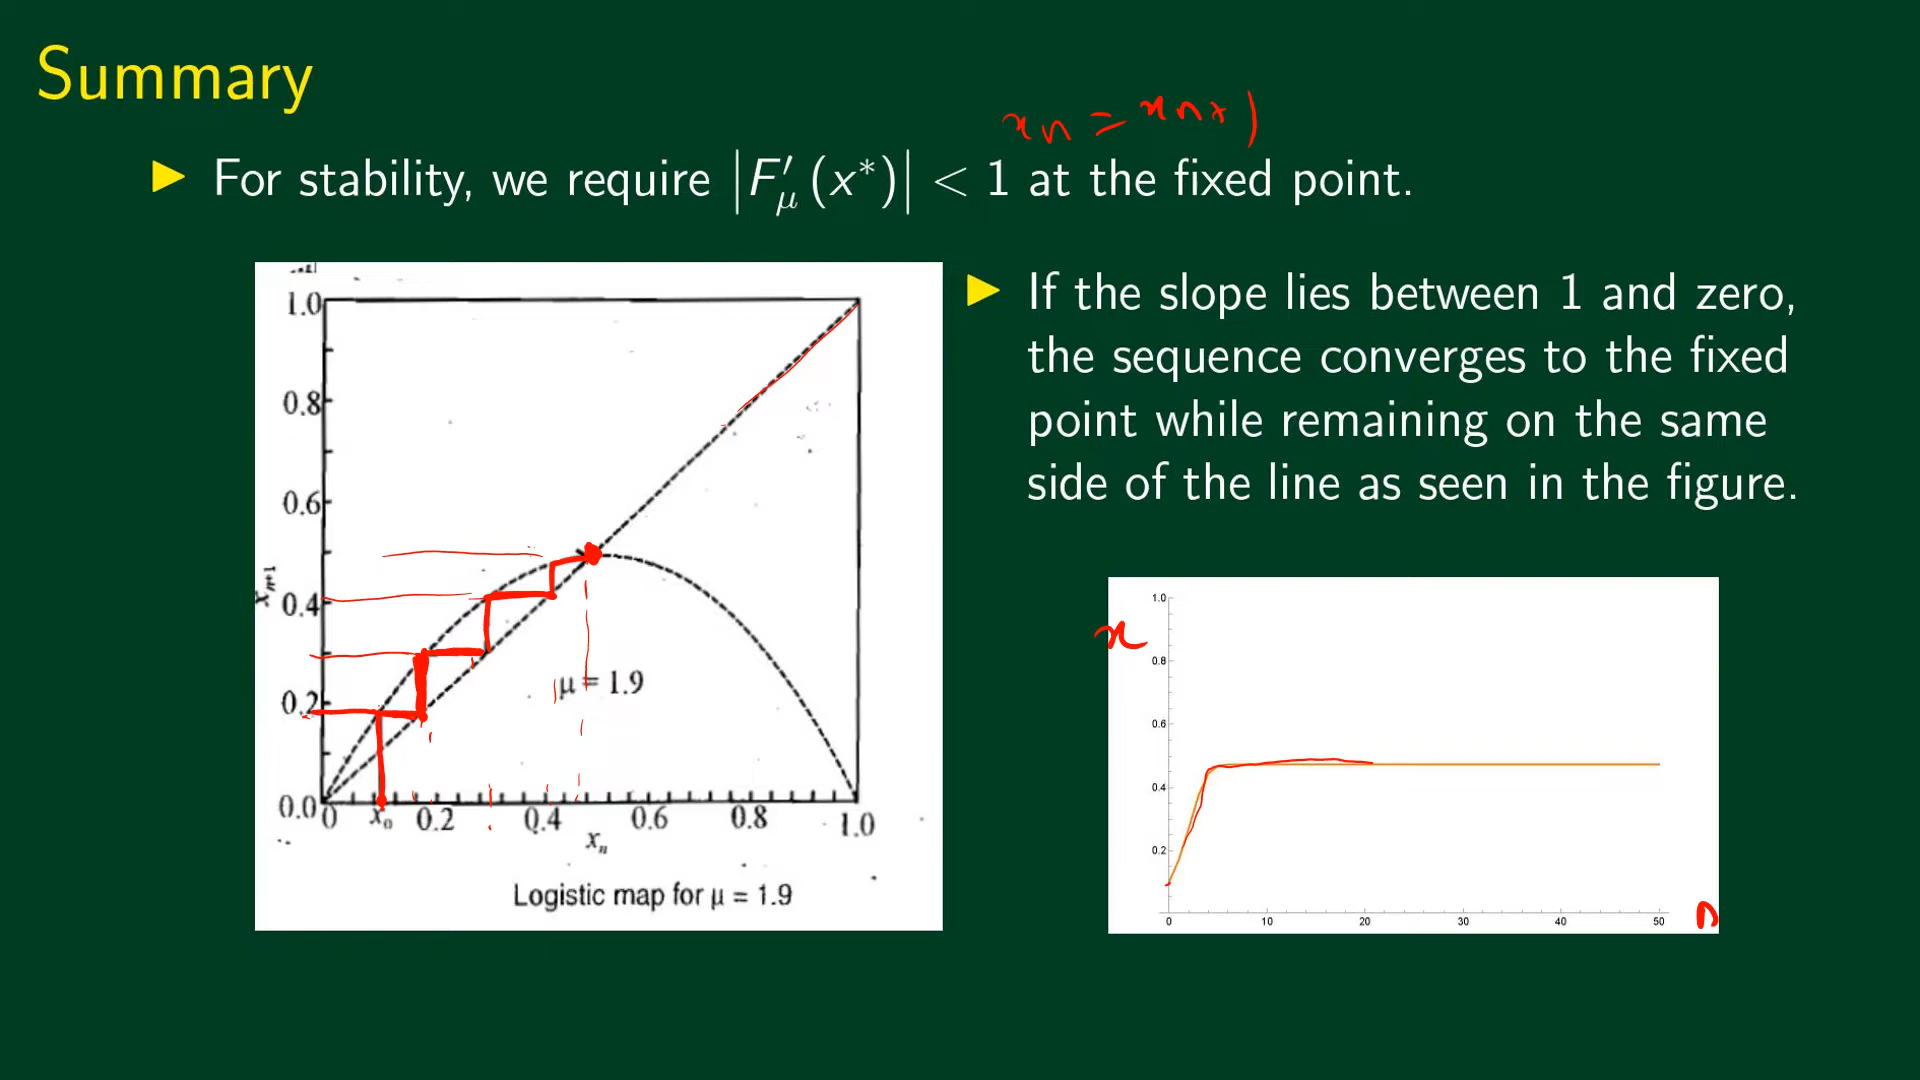 Summary
xn = xn+1
▶ For stability, we require |F′μ (x*)| < 1 at the fixed point.
▶ If the slope lies between 1 and zero,
the sequence converges to the fixed
point while remaining on the same
side of the line as seen in the figure.
1.0
0.8
0.6
0.4
0.2
0.0
xn+1
μ = 1.9
0 x₀ 0.2 0.4 0.6 0.8 1.0
xn
Logistic map for μ = 1.9
x
1.0
0.8
0.6
0.4
0.2
0 10 20 30 40 50
n